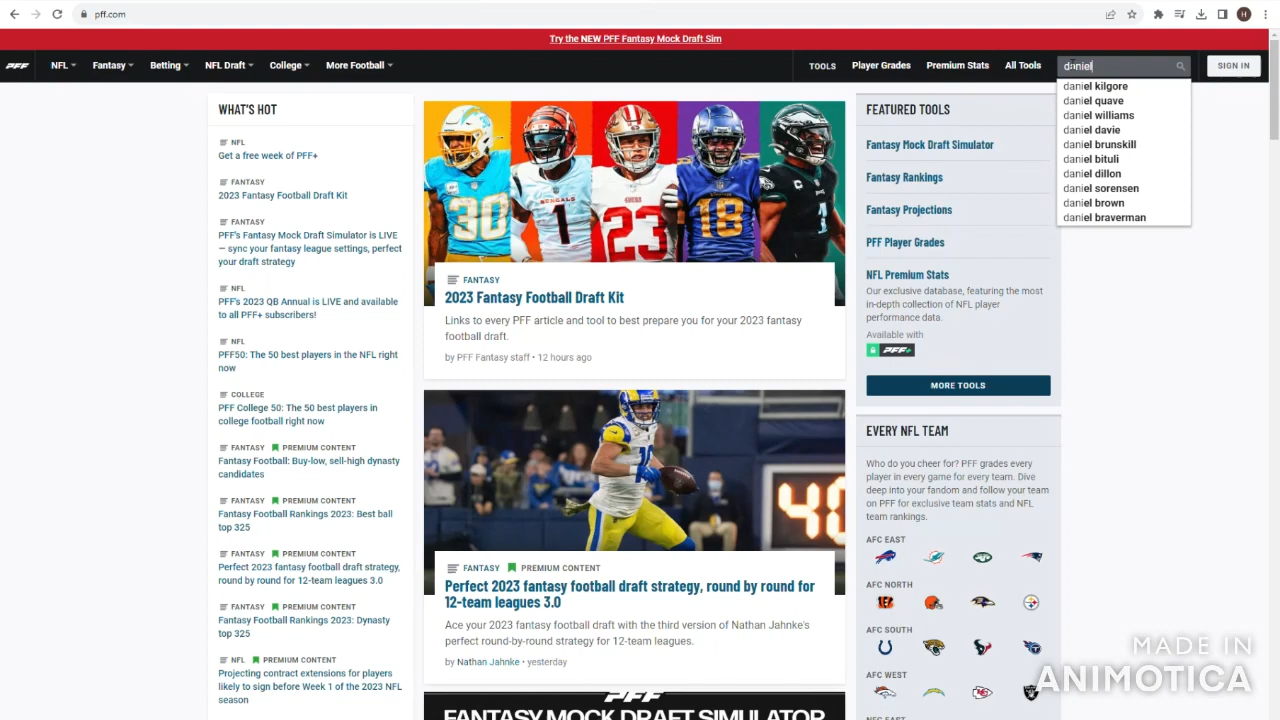 pff.com
H
Try the NEW PFF Fantasy Mock Draft Sim
PFF
NFL
Fantasy
Betting
NFL Draft
College
More Football
TOOLS
Player Grades
Premium Stats
All Tools
daniel
SIGN IN
daniel kilgore
daniel quave
daniel williams
daniel davie
daniel brunskill
daniel bituli
daniel dillon
daniel sorensen
daniel brown
daniel braverman
WHAT'S HOT
NFL
Get a free week of PFF+
FANTASY
2023 Fantasy Football Draft Kit
FANTASY
PFF's Fantasy Mock Draft Simulator is LIVE
— sync your fantasy league settings, perfect
your draft strategy
NFL
PFF's 2023 QB Annual is LIVE and available
to all PFF+ subscribers!
NFL
PFF50: The 50 best players in the NFL right
now
COLLEGE
PFF College 50: The 50 best players in
college football right now
FANTASY PREMIUM CONTENT
Fantasy Football: Buy-low, sell-high dynasty
candidates
FANTASY PREMIUM CONTENT
Fantasy Football Rankings 2023: Best ball
top 325
FANTASY PREMIUM CONTENT
Perfect 2023 fantasy football draft strategy,
round by round for 12-team leagues 3.0
FANTASY PREMIUM CONTENT
Fantasy Football Rankings 2023: Dynasty
top 325
NFL PREMIUM CONTENT
Projecting contract extensions for players
likely to sign before Week 1 of the 2023 NFL
season
30
BENGALS
1
49ERS
23
18
FANTASY
2023 Fantasy Football Draft Kit
Links to every PFF article and tool to best prepare you for your 2023 fantasy
football draft.
by PFF Fantasy staff • 12 hours ago
40
FANTASY PREMIUM CONTENT
Perfect 2023 fantasy football draft strategy, round by round for
12-team leagues 3.0
Ace your 2023 fantasy football draft with the third version of Nathan Jahnke's
perfect round-by-round strategy for 12-team leagues.
by Nathan Jahnke • yesterday
PFF
FANTASY MOCK DRAFT SIMULATOR
FEATURED TOOLS
Fantasy Mock Draft Simulator
Fantasy Rankings
Fantasy Projections
PFF Player Grades
NFL Premium Stats
Our exclusive database, featuring the most
in-depth collection of NFL player
performance data.
Available with
PFF+
MORE TOOLS
EVERY NFL TEAM
Who do you cheer for? PFF grades every
player in every game for every team. Dive
deep into your fandom and follow your team
on PFF for exclusive team stats and NFL
team rankings.
AFC EAST
AFC NORTH
AFC SOUTH
AFC WEST
NFC EAST
MADE IN
ANIMOTICA